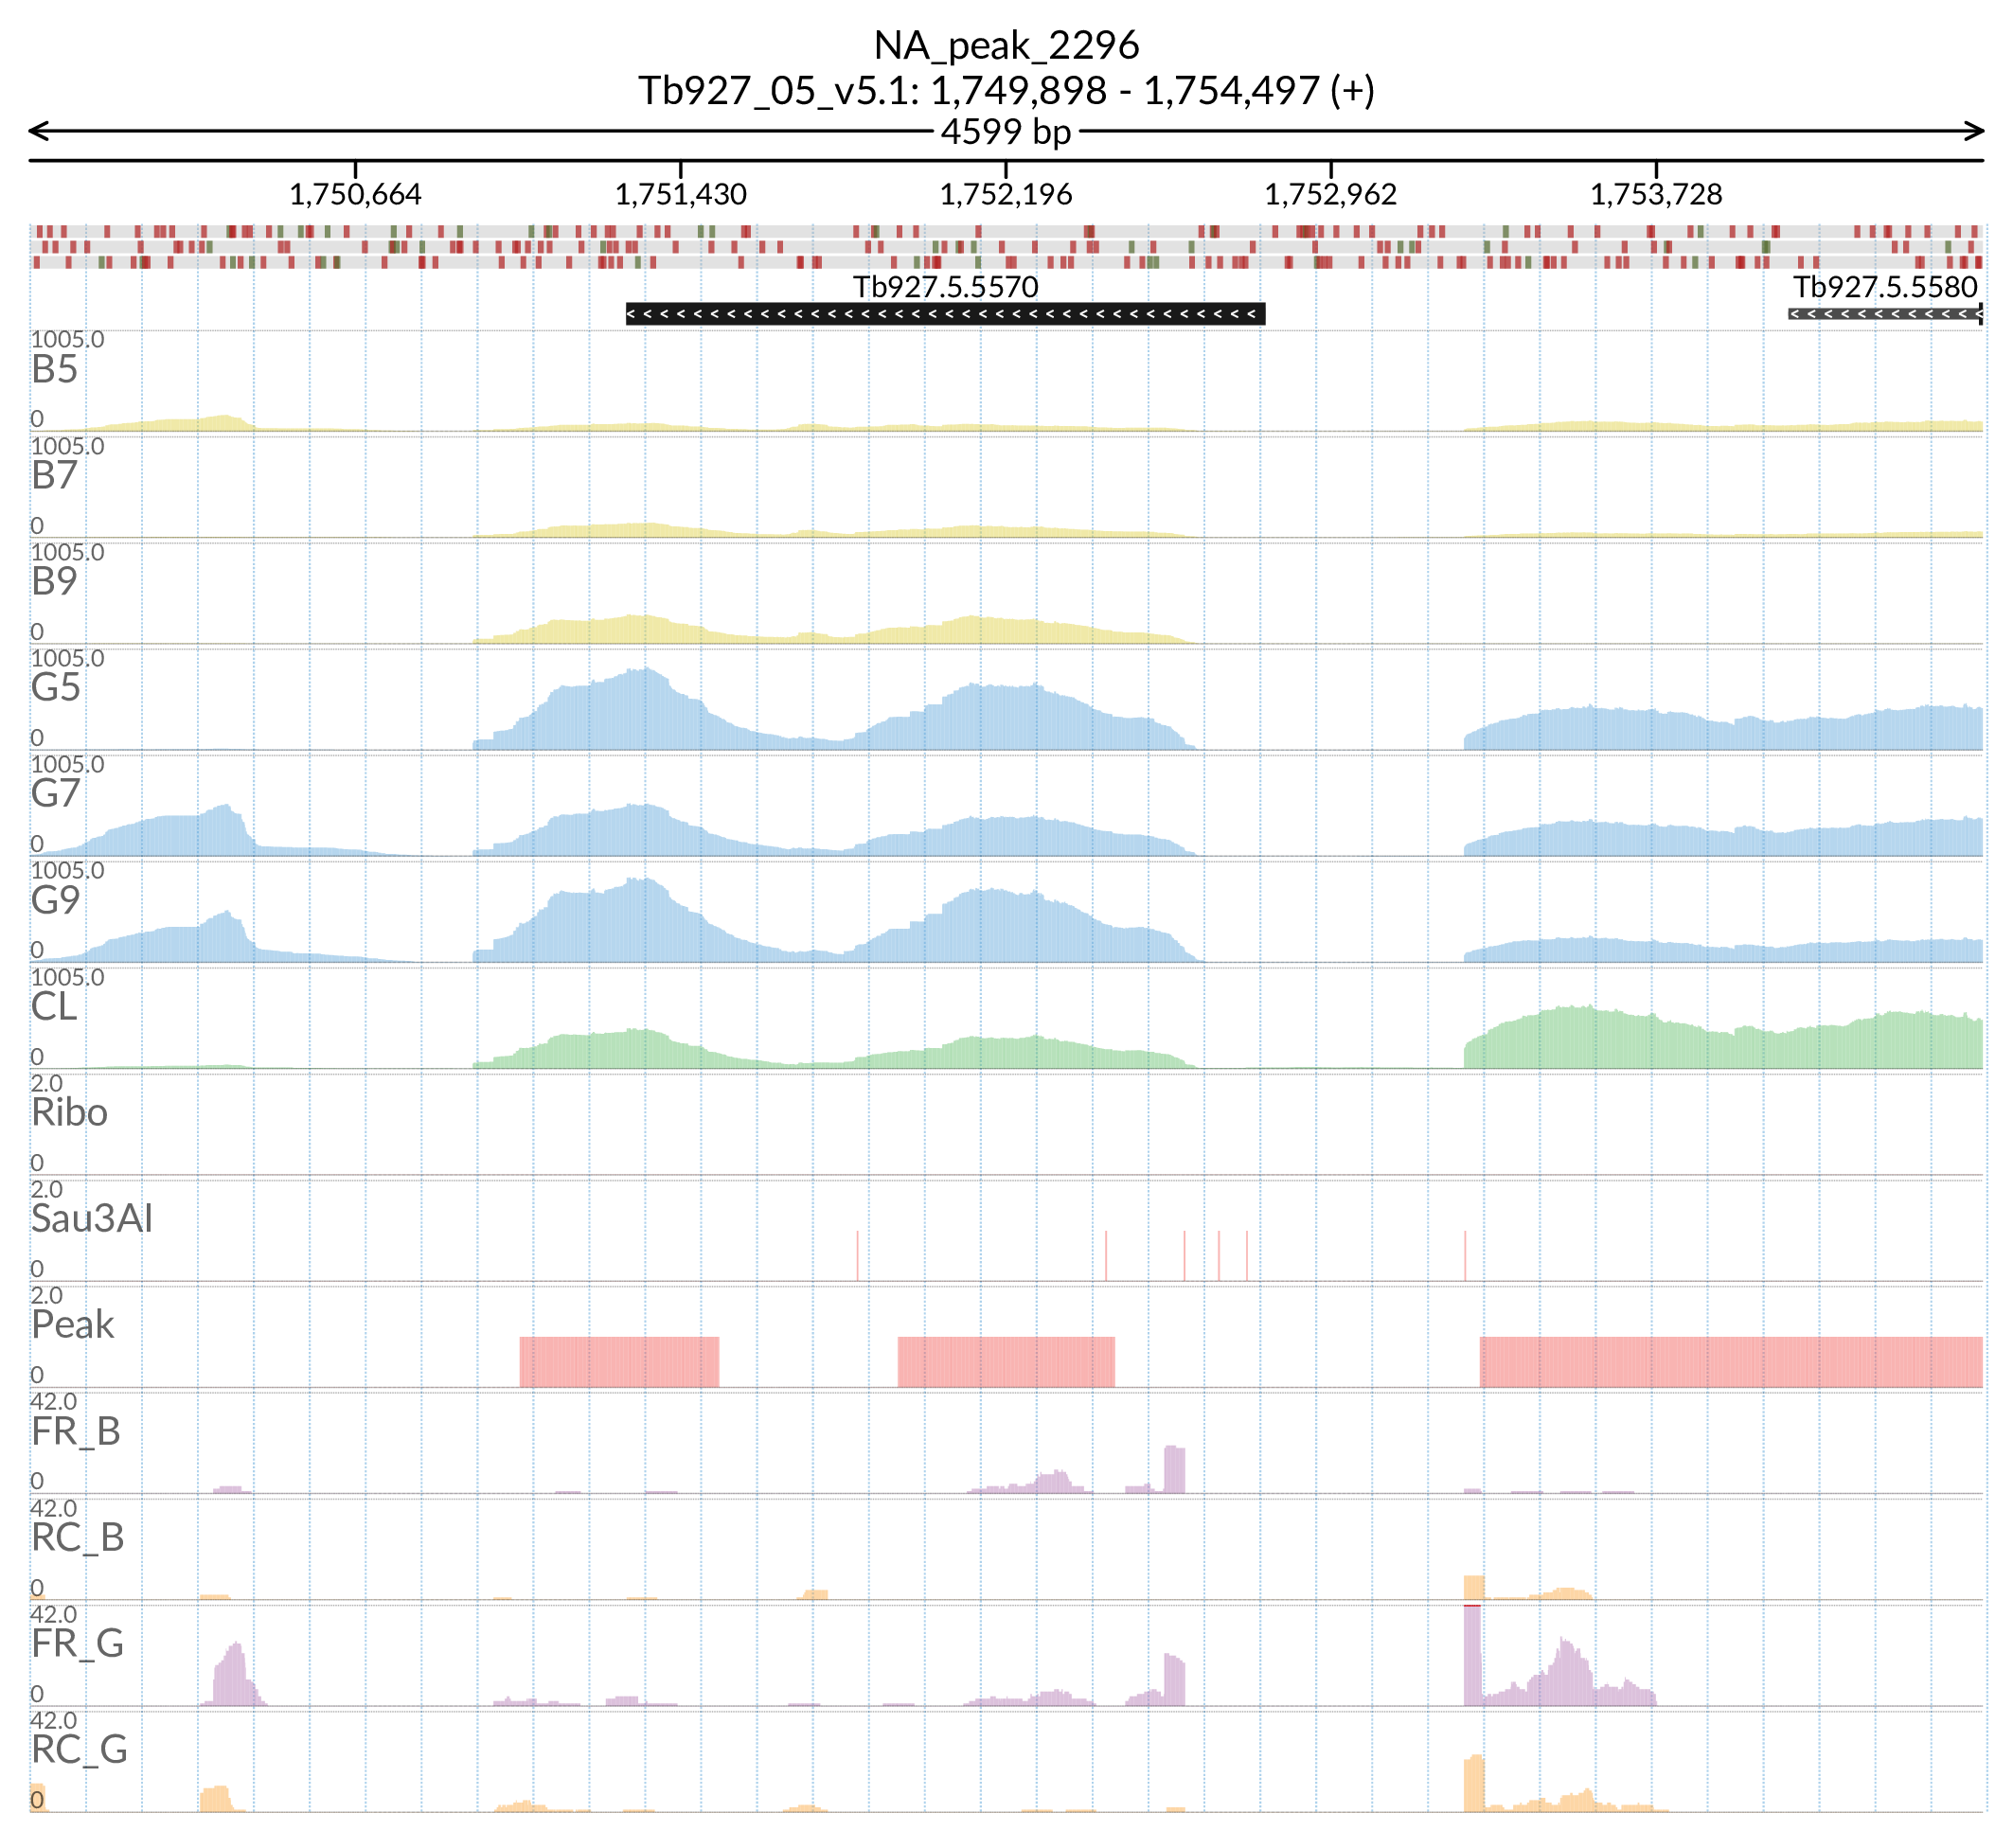 NA_peak_2296
Tb927_05_v5.1: 1,749,898 - 1,754,497 (+)
4599 bp
1,750,664 1,751,430 1,752,196 1,752,962 1,753,728
Tb927.5.5570 Tb927.5.5580
1005.0
B5
0
1005.0
B7
0
1005.0
B9
0
1005.0
G5
0
1005.0
G7
0
1005.0
G9
0
1005.0
CL
0
2.0
Ribo
0
2.0
Sau3AI
0
2.0
Peak
0
42.0
FR_B
0
42.0
RC_B
0
42.0
FR_G
0
42.0
RC_G
0